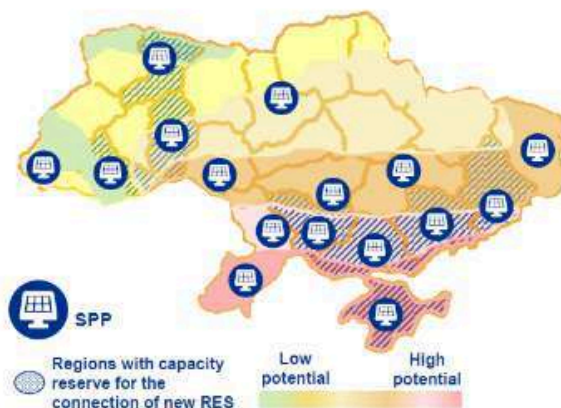 SPP
Regions with capacity
reserve for the
connection of new RES
Low
potential
High
potential